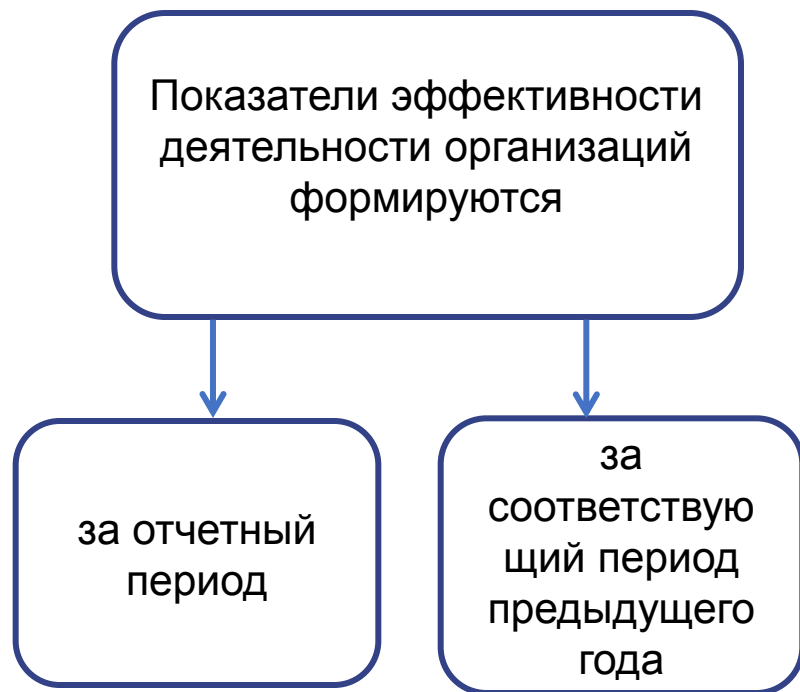 Показатели эффективности
деятельности организаций
формируются
за отчетный
период
за
соответствую
щий период
предыдущего
года